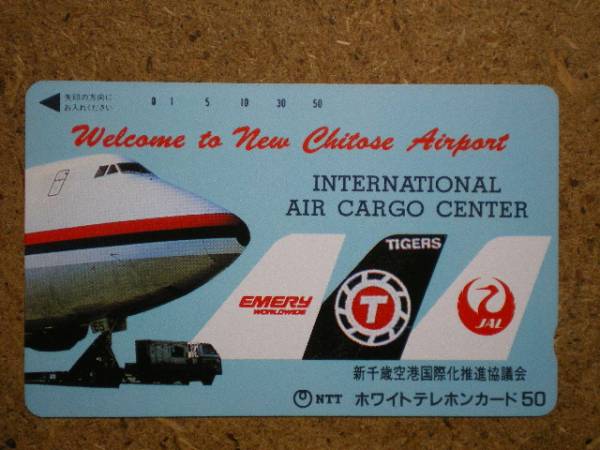 矢印の方向に
お入れください
0 1 5 10 30 50
Welcome to New Chitose Airport
INTERNATIONAL
AIR CARGO CENTER
EMERY
WORLDWIDE
TIGERS
T
JAL
新千歳空港国際化推進協議会
NTT ホワイトテレホンカード50